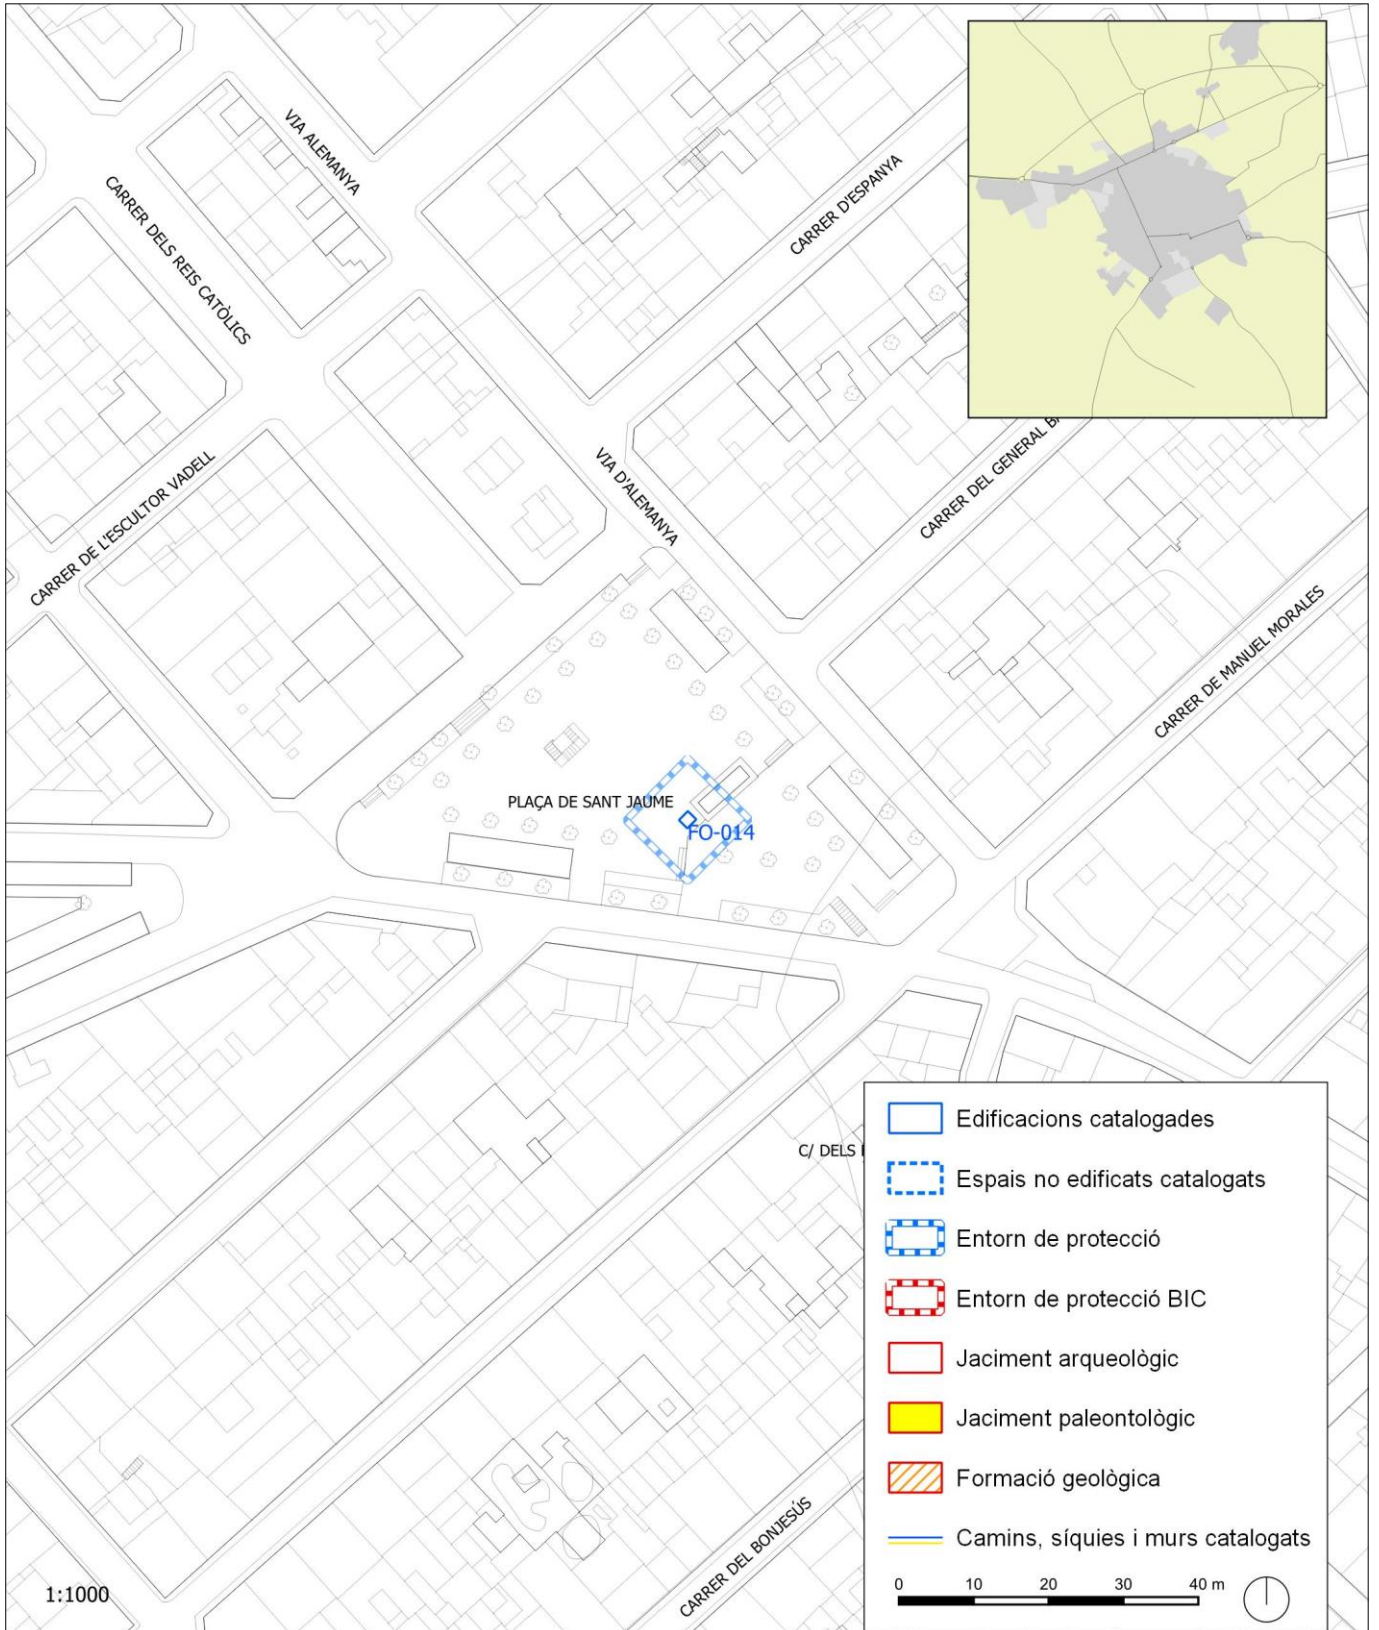 VIA ALEMANYA
CARRER DELS REIS CATÒLICS
CARRER D'ESPANYA
CARRER DE L'ESCULTOR VADELL
VIA D'ALEMANYA
CARRER DEL GENERAL
CARRER DE MANUEL MORALES
PLAÇA DE SANT JAUME
FO-014
C/ DELS
CARRER DEL BONJESÚS
Edificacions catalogades
Espais no edificats catalogats
Entorn de protecció
Entorn de protecció BIC
Jaciment arqueològic
Jaciment paleontològic
Formació geològica
Camins, síquies i murs catalogats
0 10 20 30 40 m
1:1000